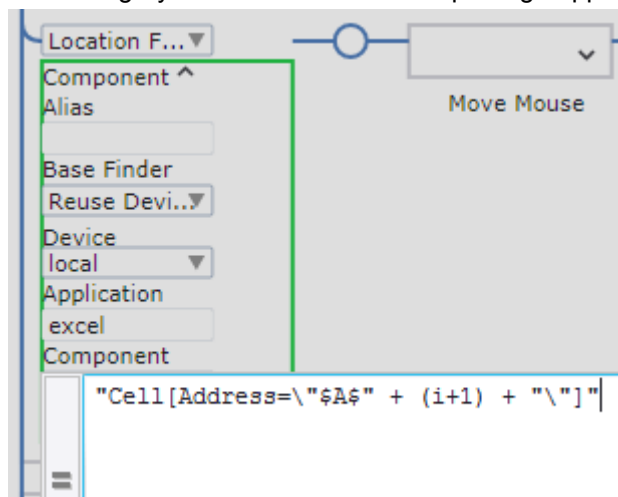 Location F...
Component ^
Alias
Move Mouse
Base Finder
Reuse Devi..
Device
local
Application
excel
Component
"Cell[Address=\"$A$" + (i+1) + "\"]"
=